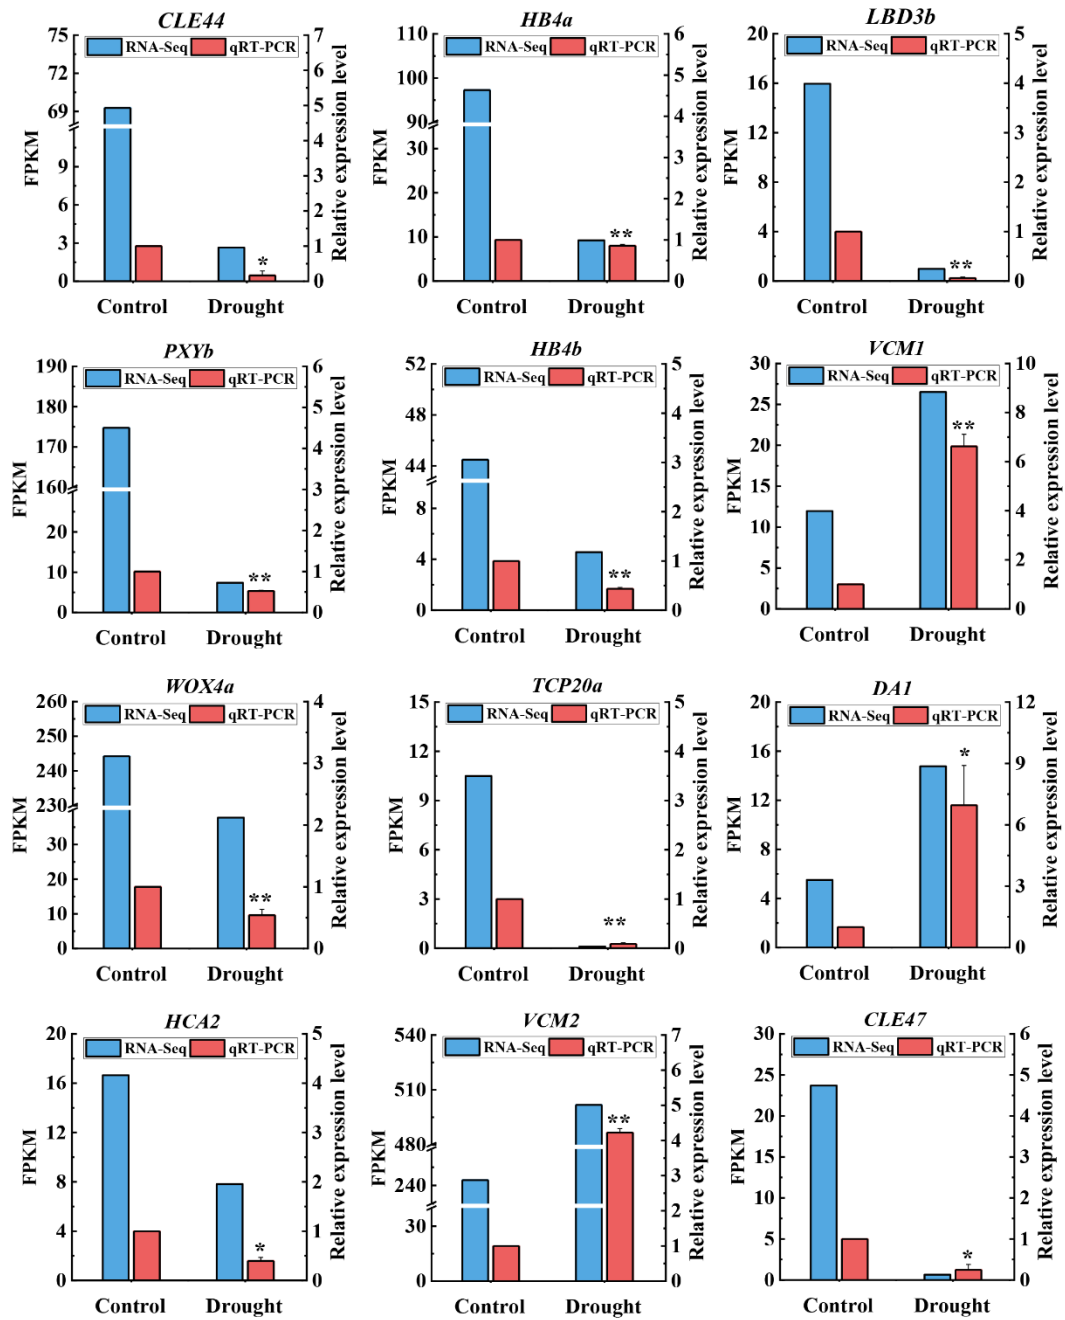 CLE44
RNA-Seq qRT-PCR
FPKM
75
72
69
9
6
3
0
7
6
5
4
3
2
1
0
Relative expression level
*
Control Drought
HB4a
RNA-Seq qRT-PCR
FPKM
110
100
90
30
20
10
0
6
5
4
3
2
1
0
Relative expression level
**
Control Drought
LBD3b
RNA-Seq qRT-PCR
FPKM
20
16
12
8
4
0
5
4
3
2
1
0
Relative expression level
**
Control Drought
PXYb
RNA-Seq qRT-PCR
FPKM
190
180
170
160
20
10
0
6
5
4
3
2
1
0
Relative expression level
**
Control Drought
HB4b
RNA-Seq qRT-PCR
FPKM
52
48
44
8
4
0
5
4
3
2
1
0
Relative expression level
**
Control Drought
VCM1
RNA-Seq qRT-PCR
FPKM
30
25
20
15
10
5
0
10
8
6
4
2
0
Relative expression level
**
Control Drought
WOX4a
RNA-Seq qRT-PCR
FPKM
260
250
240
230
30
20
10
0
4
3
2
1
0
Relative expression level
**
Control Drought
TCP20a
RNA-Seq qRT-PCR
FPKM
15
12
9
6
3
0
5
4
3
2
1
0
Relative expression level
**
Control Drought
DA1
RNA-Seq qRT-PCR
FPKM
20
16
12
8
4
0
12
9
6
3
0
Relative expression level
*
Control Drought
HCA2
RNA-Seq qRT-PCR
FPKM
20
16
12
8
4
0
5
4
3
2
1
0
Relative expression level
*
Control Drought
VCM2
RNA-Seq qRT-PCR
FPKM
540
510
480
240
30
0
7
6
5
4
3
2
1
0
Relative expression level
**
Control Drought
CLE47
RNA-Seq qRT-PCR
FPKM
30
25
20
15
10
5
0
6
5
4
3
2
1
0
Relative expression level
*
Control Drought